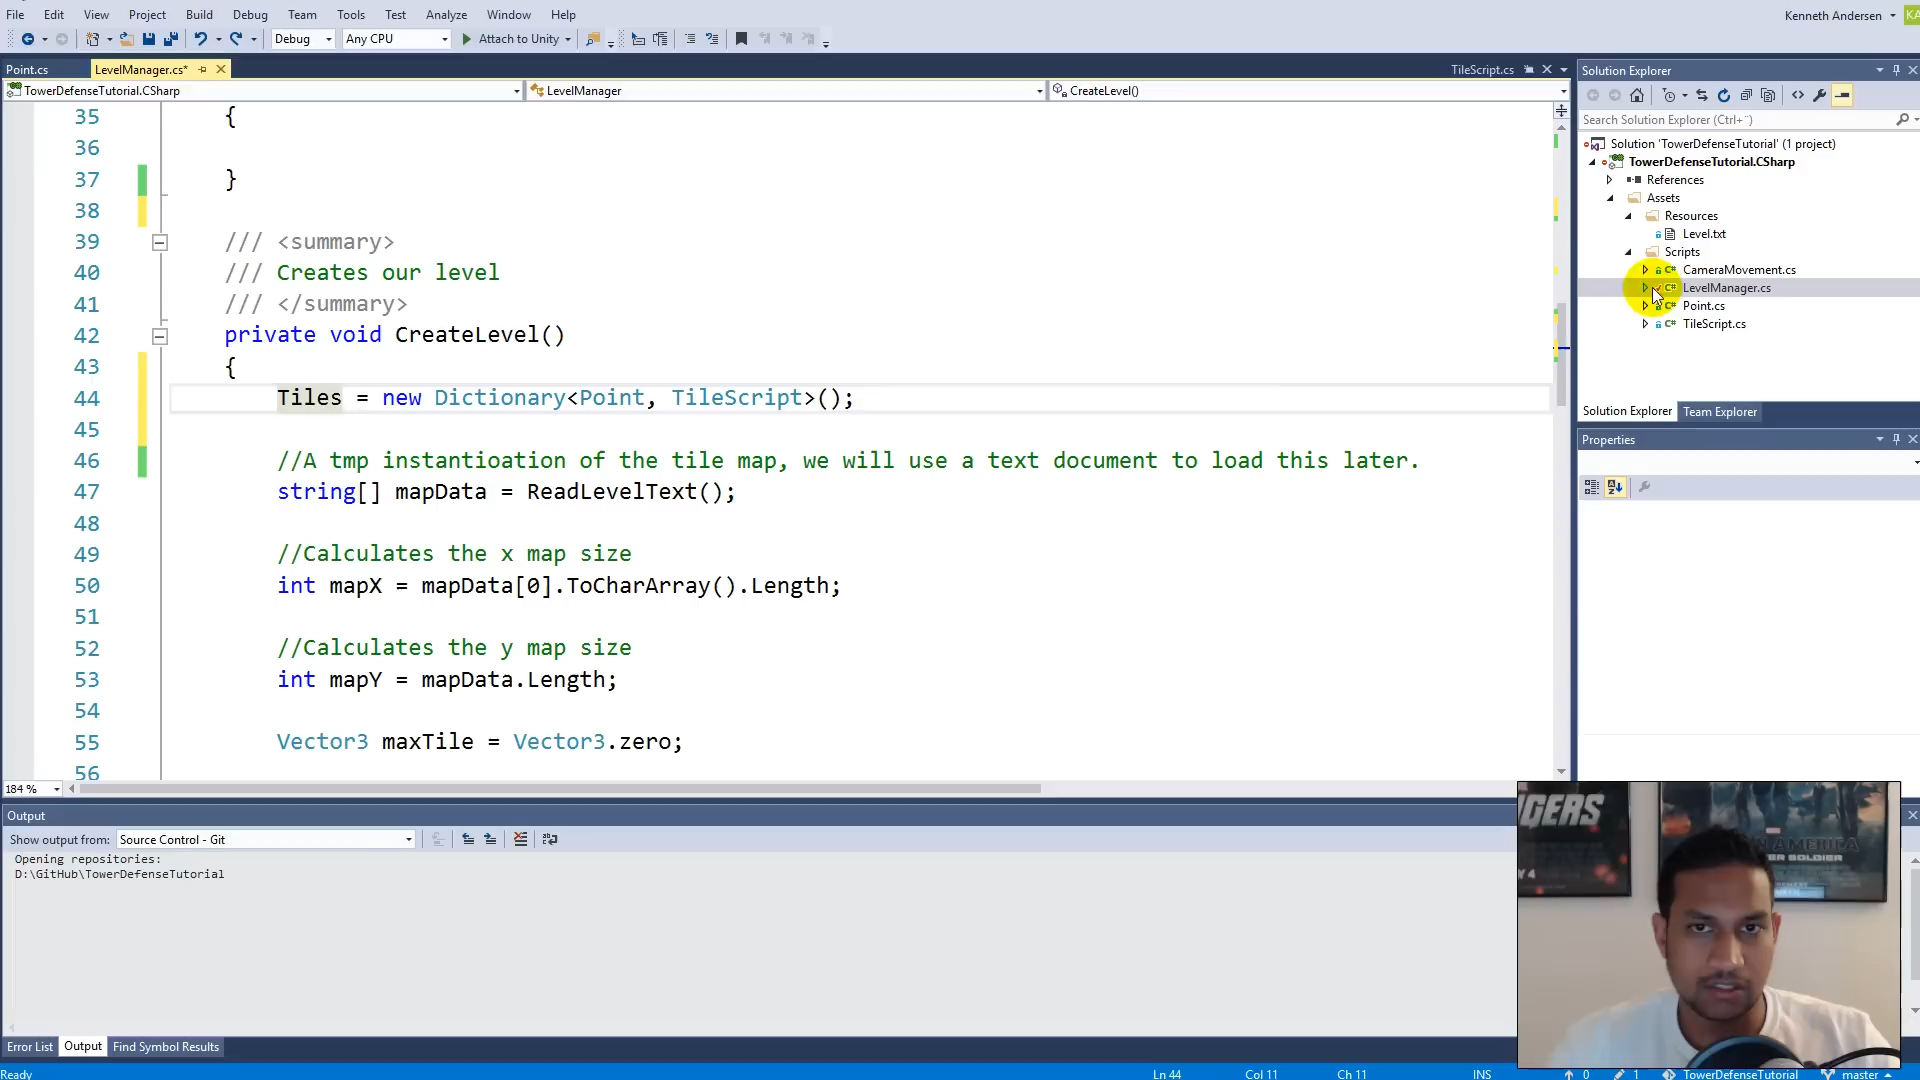 File Edit View Project Build Debug Team Tools Test Analyze Window Help
Kenneth Andersen KA
Debug Any CPU Attach to Unity
Point.cs LevelManager.cs* TileScript.cs
TowerDefenseTutorial.CSharp LevelManager CreateLevel()
35 {
36
37 }
38
39 /// <summary>
40 /// Creates our level
41 /// </summary>
42 private void CreateLevel()
43 {
44 Tiles = new Dictionary<Point, TileScript>();
45
46 //A tmp instantioation of the tile map, we will use a text document to load this later.
47 string[] mapData = ReadLevelText();
48
49 //Calculates the x map size
50 int mapX = mapData[0].ToCharArray().Length;
51
52 //Calculates the y map size
53 int mapY = mapData.Length;
54
55 Vector3 maxTile = Vector3.zero;
56
184 %
Solution Explorer
Search Solution Explorer (Ctrl+¨)
Solution 'TowerDefenseTutorial' (1 project)
TowerDefenseTutorial.CSharp
References
Assets
Resources
Level.txt
Scripts
CameraMovement.cs
LevelManager.cs
Point.cs
TileScript.cs
Solution Explorer Team Explorer
Properties
Output
Show output from: Source Control - Git
Opening repositories:
D:\GitHub\TowerDefenseTutorial
Error List Output Find Symbol Results
Ready Ln 44 Col 11 Ch 11 INS 0 1 TowerDefenseTutorial master